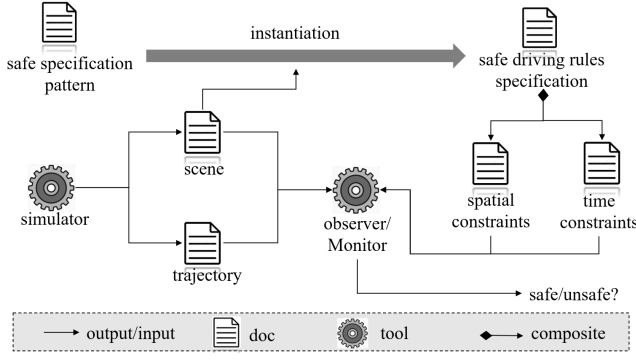 instantiation
safe specification
pattern
safe driving rules
specification
scene
simulator
trajectory
observer/
Monitor
spatial
constraints
time
constraints
safe/unsafe?
output/input
doc
tool
composite